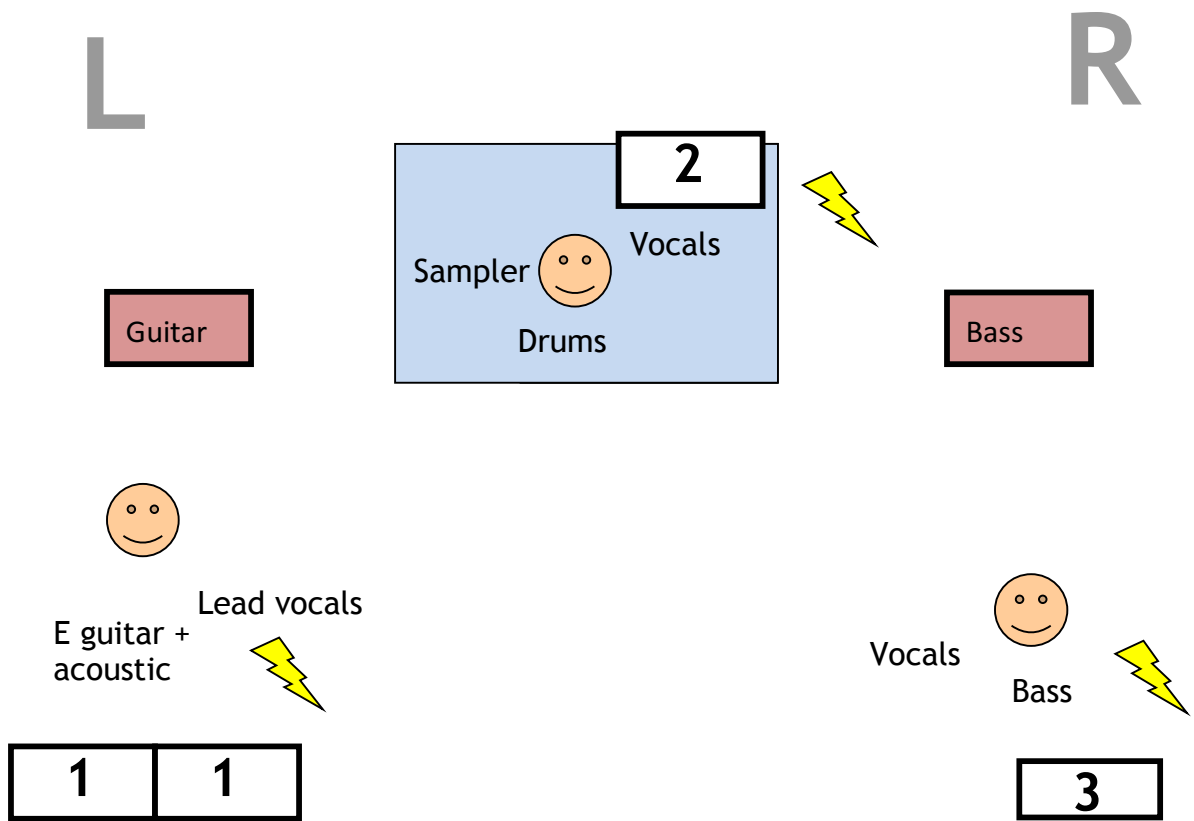 L
R
2
Vocals
Sampler
Drums
Guitar
Bass
Lead vocals
E guitar +
acoustic
Vocals
Bass
1
1
3